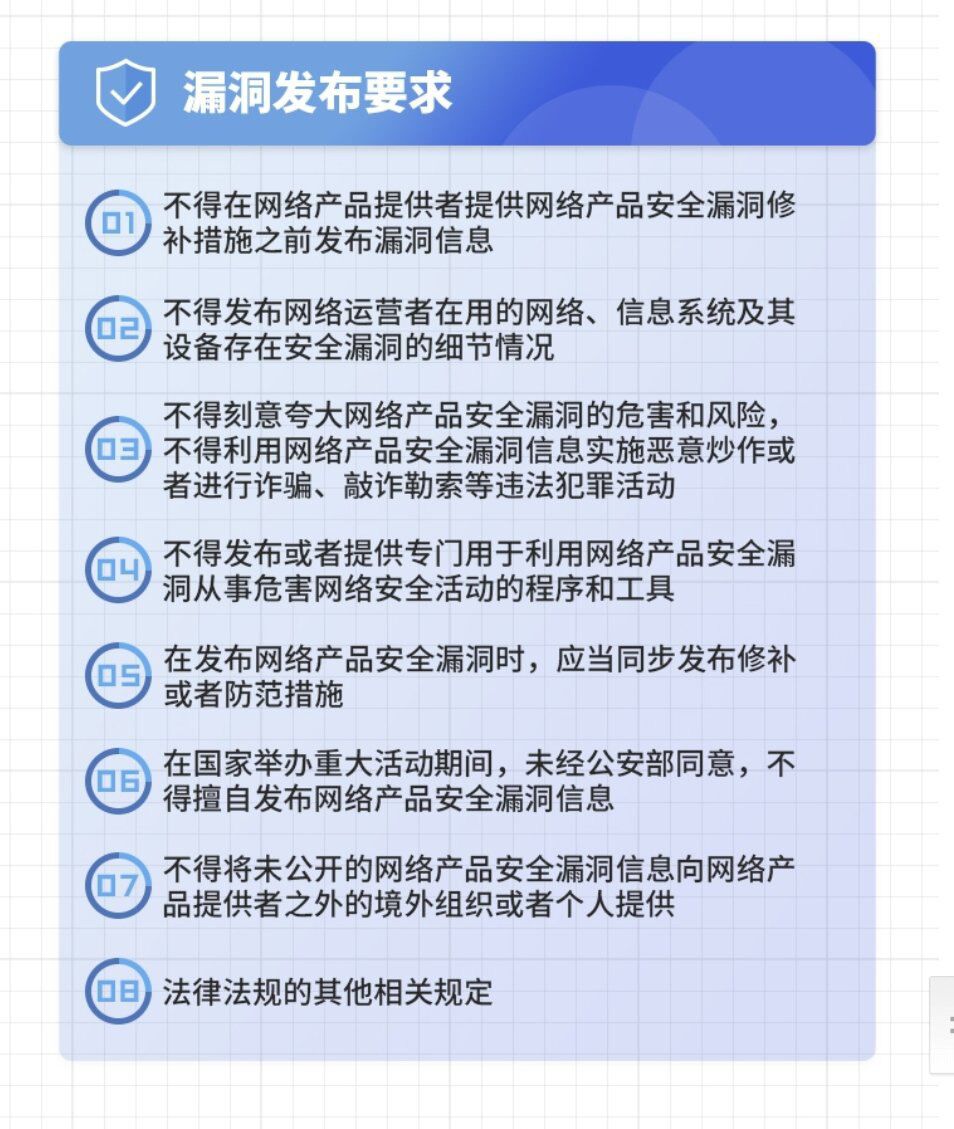 漏洞发布要求
01
不得在网络产品提供者提供网络产品安全漏洞修
补措施之前发布漏洞信息
02
不得发布网络运营者在用的网络、信息系统及其
设备存在安全漏洞的细节情况
03
不得刻意夸大网络产品安全漏洞的危害和风险，
不得利用网络产品安全漏洞信息实施恶意炒作或
者进行诈骗、敲诈勒索等违法犯罪活动
04
不得发布或者提供专门用于利用网络产品安全漏
洞从事危害网络安全活动的程序和工具
05
在发布网络产品安全漏洞时，应当同步发布修补
或者防范措施
06
在国家举办重大活动期间，未经公安部同意，不
得擅自发布网络产品安全漏洞信息
07
不得将未公开的网络产品安全漏洞信息向网络产
品提供者之外的境外组织或者个人提供
08
法律法规的其他相关规定